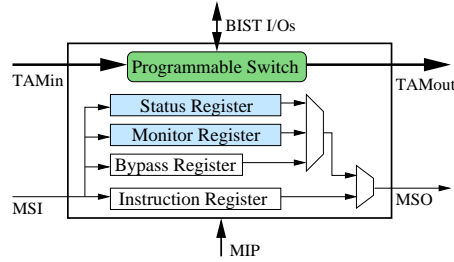 BIST I/Os
Programmable Switch
TAMin
TAMout
Status Register
Monitor Register
Bypass Register
Instruction Register
MSI
MSO
MIP